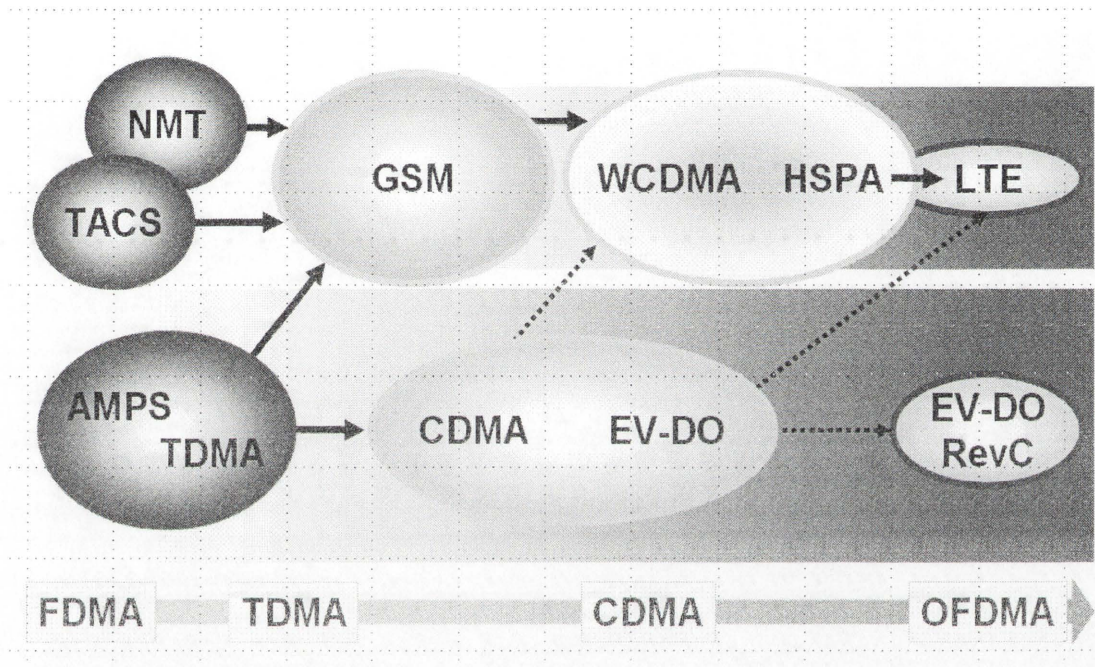 NMT
TACS
GSM
WCDMA HSPA
LTE
AMPS
TDMA
CDMA EV-DO
EV-DO
RevC
FDMA TDMA CDMA OFDMA